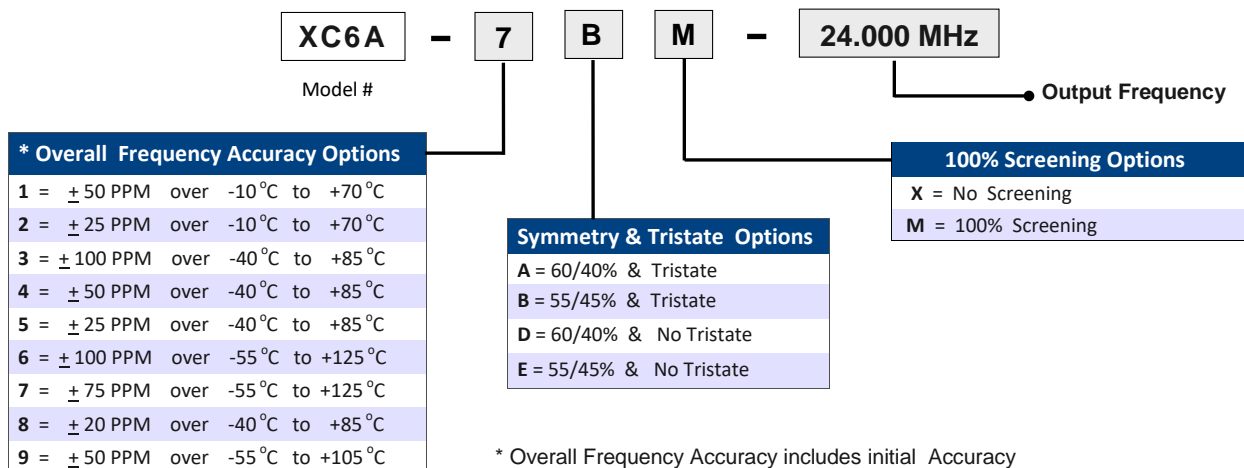 XC6A - 7 B M - 24.000 MHz
Model #
Output Frequency
* Overall Frequency Accuracy Options
1 = ± 50 PPM over -10 °C to +70 °C
2 = ± 25 PPM over -10 °C to +70 °C
3 = ± 100 PPM over -40 °C to +85 °C
4 = ± 50 PPM over -40 °C to +85 °C
5 = ± 25 PPM over -40 °C to +85 °C
6 = ± 100 PPM over -55 °C to +125 °C
7 = ± 75 PPM over -55 °C to +125 °C
8 = ± 20 PPM over -40 °C to +85 °C
9 = ± 50 PPM over -55 °C to +105 °C
Symmetry & Tristate Options
A = 60/40% & Tristate
B = 55/45% & Tristate
D = 60/40% & No Tristate
E = 55/45% & No Tristate
100% Screening Options
X = No Screening
M = 100% Screening
* Overall Frequency Accuracy includes initial Accuracy